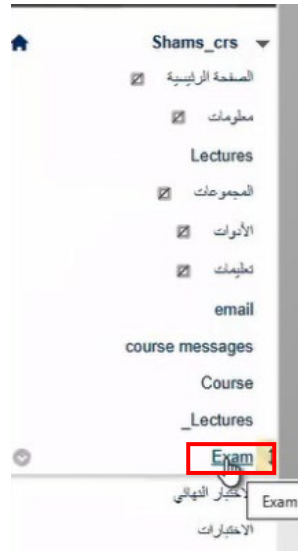 Shams_crs
الصفحة الرئيسية
معلومات
Lectures
المجموعات
الأدوات
تعليمات
email
course messages
Course
_Lectures
Exam
Exam
الاختبار النهائي
الاختبارات